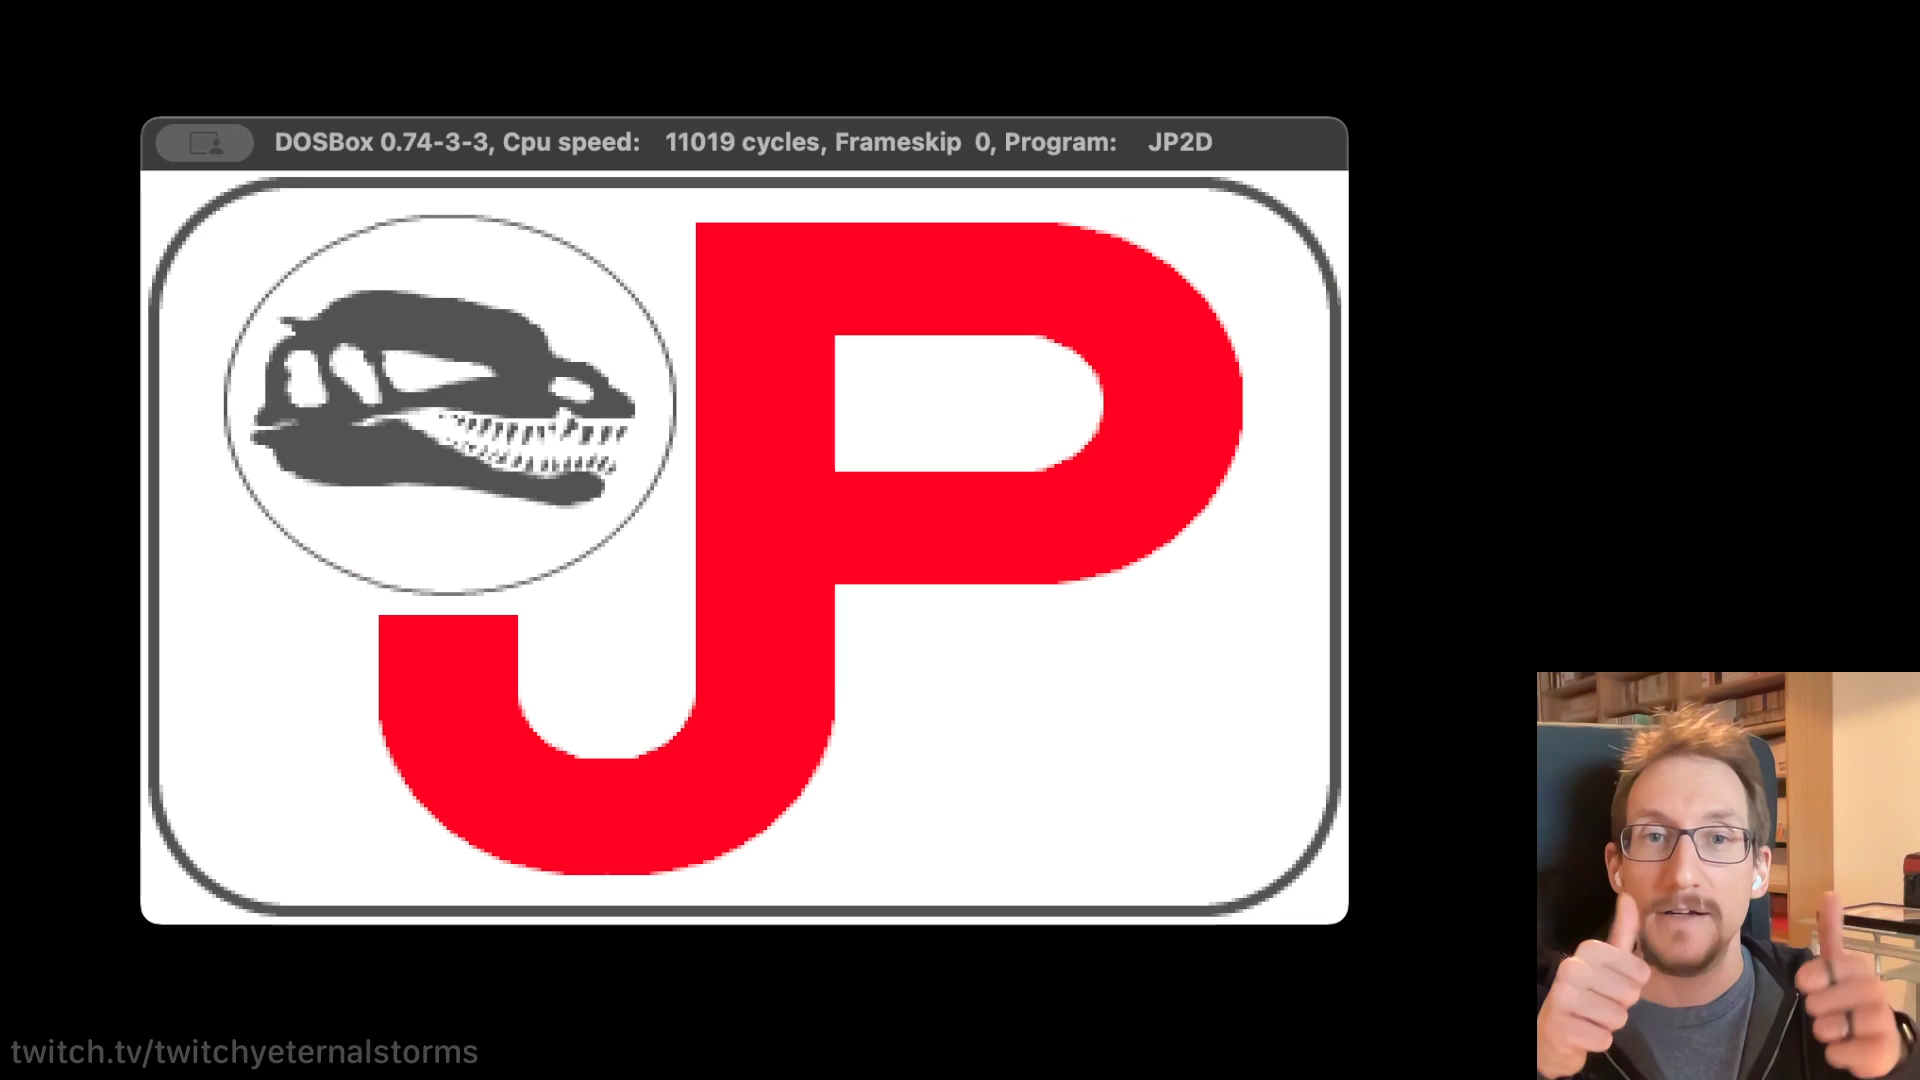 DOSBox 0.74-3-3, Cpu speed: 11019 cycles, Frameskip 0, Program: JP2D
JP
twitch.tv/twitchyeternalstorms